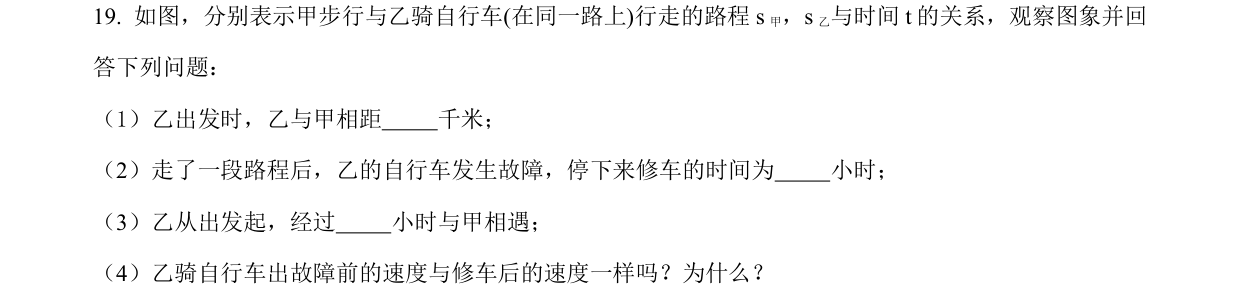 19. 如图，分别表示甲步行与乙骑自行车(在同一路上)行走的路程 s 甲，s 乙与时间 t 的关系，观察图象并回
答下列问题：
（1）乙出发时，乙与甲相距_____千米；
（2）走了一段路程后，乙的自行车发生故障，停下来修车的时间为_____小时；
（3）乙从出发起，经过_____小时与甲相遇；
（4）乙骑自行车出故障前的速度与修车后的速度一样吗？为什么？